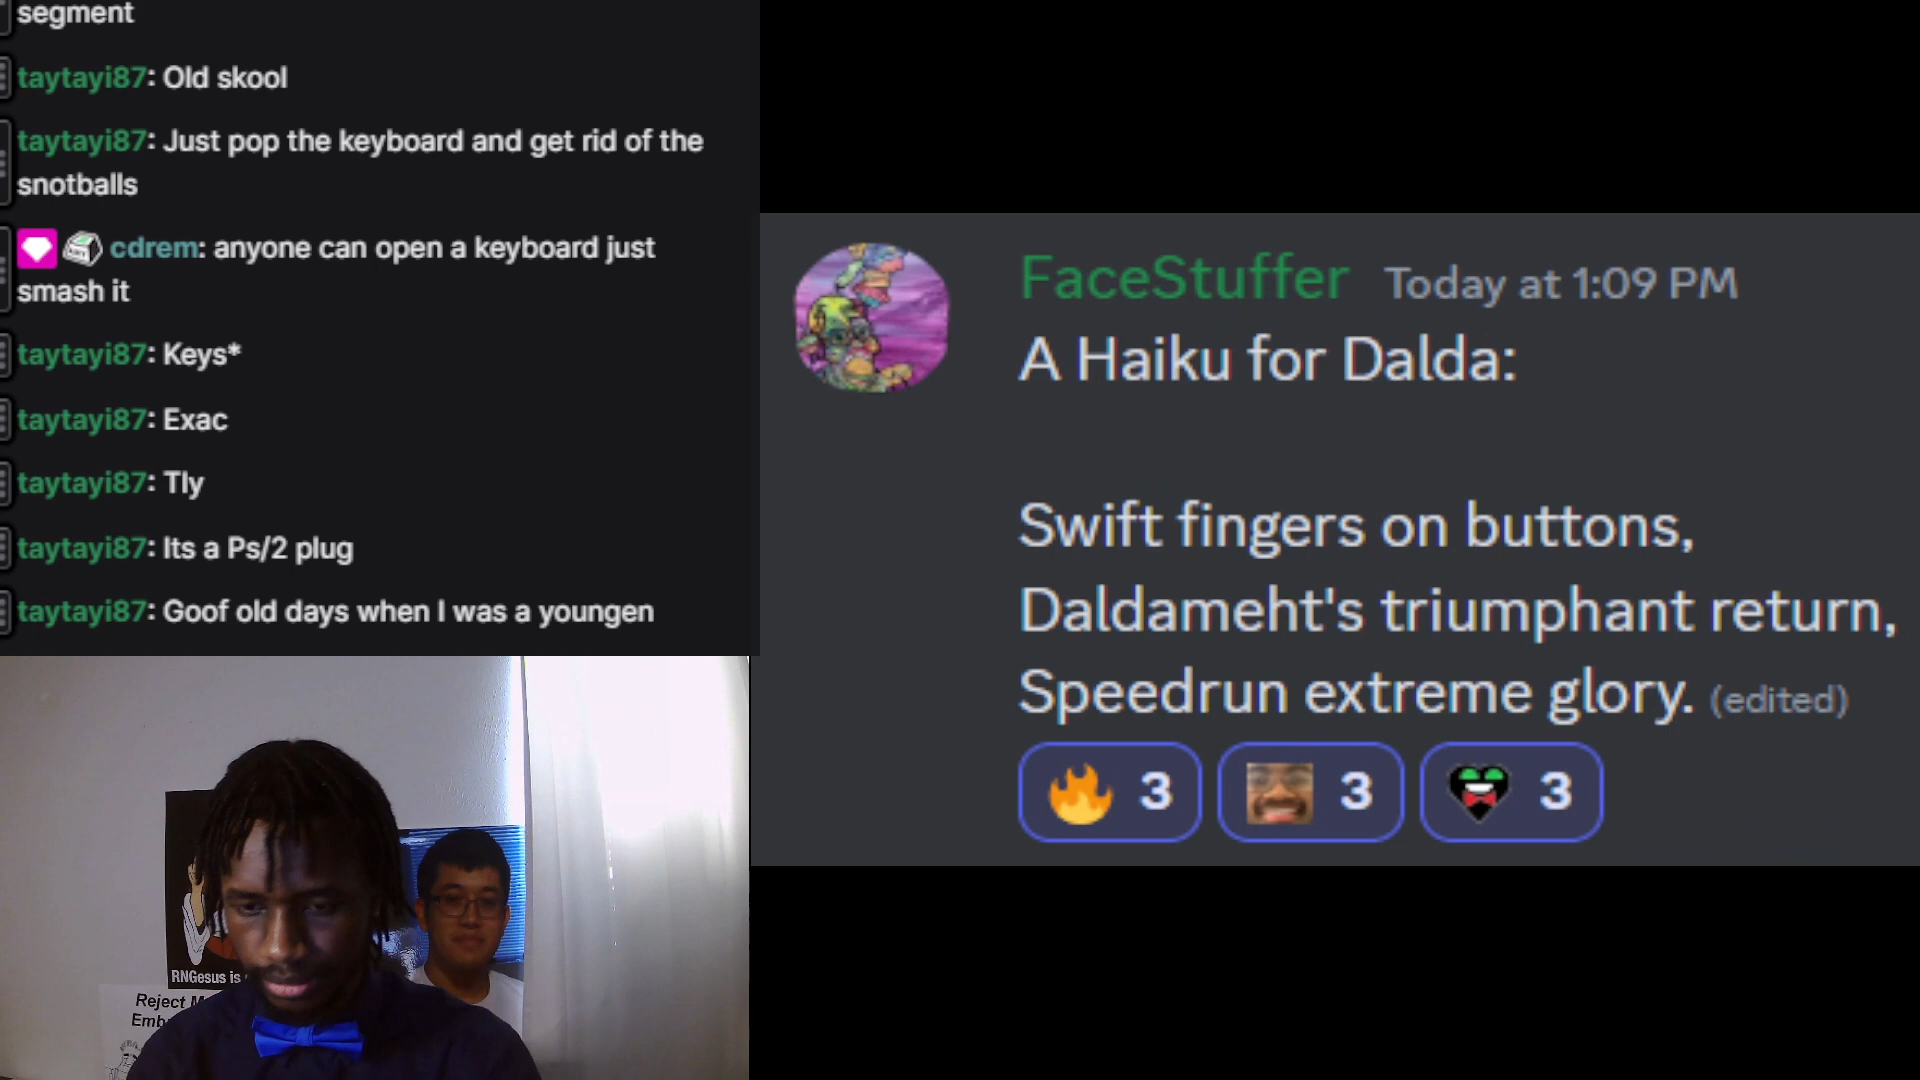 segment
taytayi87: Old skool
taytayi87: Just pop the keyboard and get rid of the
snotballs
cdrem: anyone can open a keyboard just
smash it
taytayi87: Keys*
taytayi87: Exac
taytayi87: Tly
taytayi87: Its a Ps/2 plug
taytayi87: Goof old days when I was a youngen
FaceStuffer Today at 1:09 PM
A Haiku for Dalda:
Swift fingers on buttons,
Daldameht's triumphant return,
Speedrun extreme glory. (edited)
3 3 3
RNGesus is
Reject